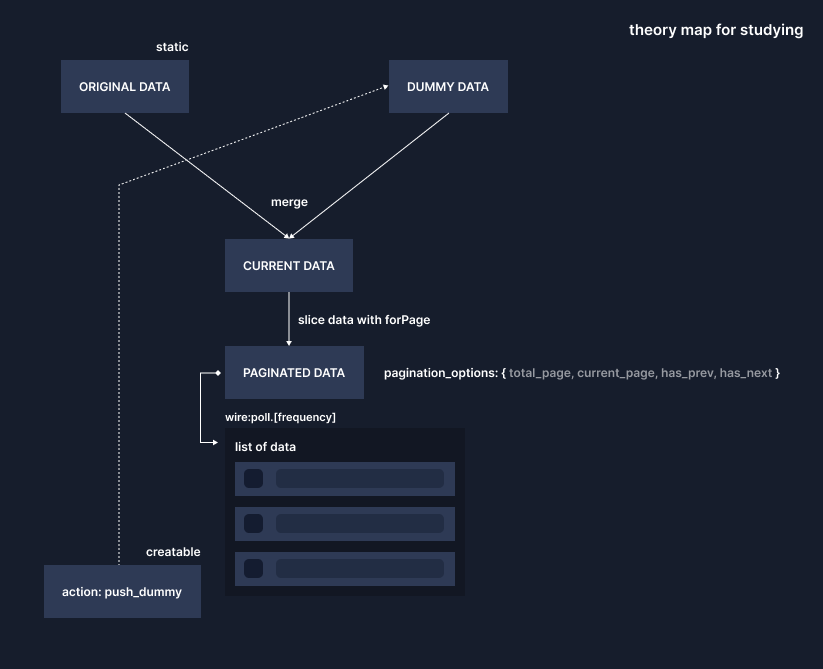 theory map for studying
static
ORIGINAL DATA
DUMMY DATA
merge
CURRENT DATA
slice data with forPage
PAGINATED DATA
pagination_options: { total_page, current_page, has_prev, has_next }
wire:poll.[frequency]
list of data
creatable
action: push_dummy